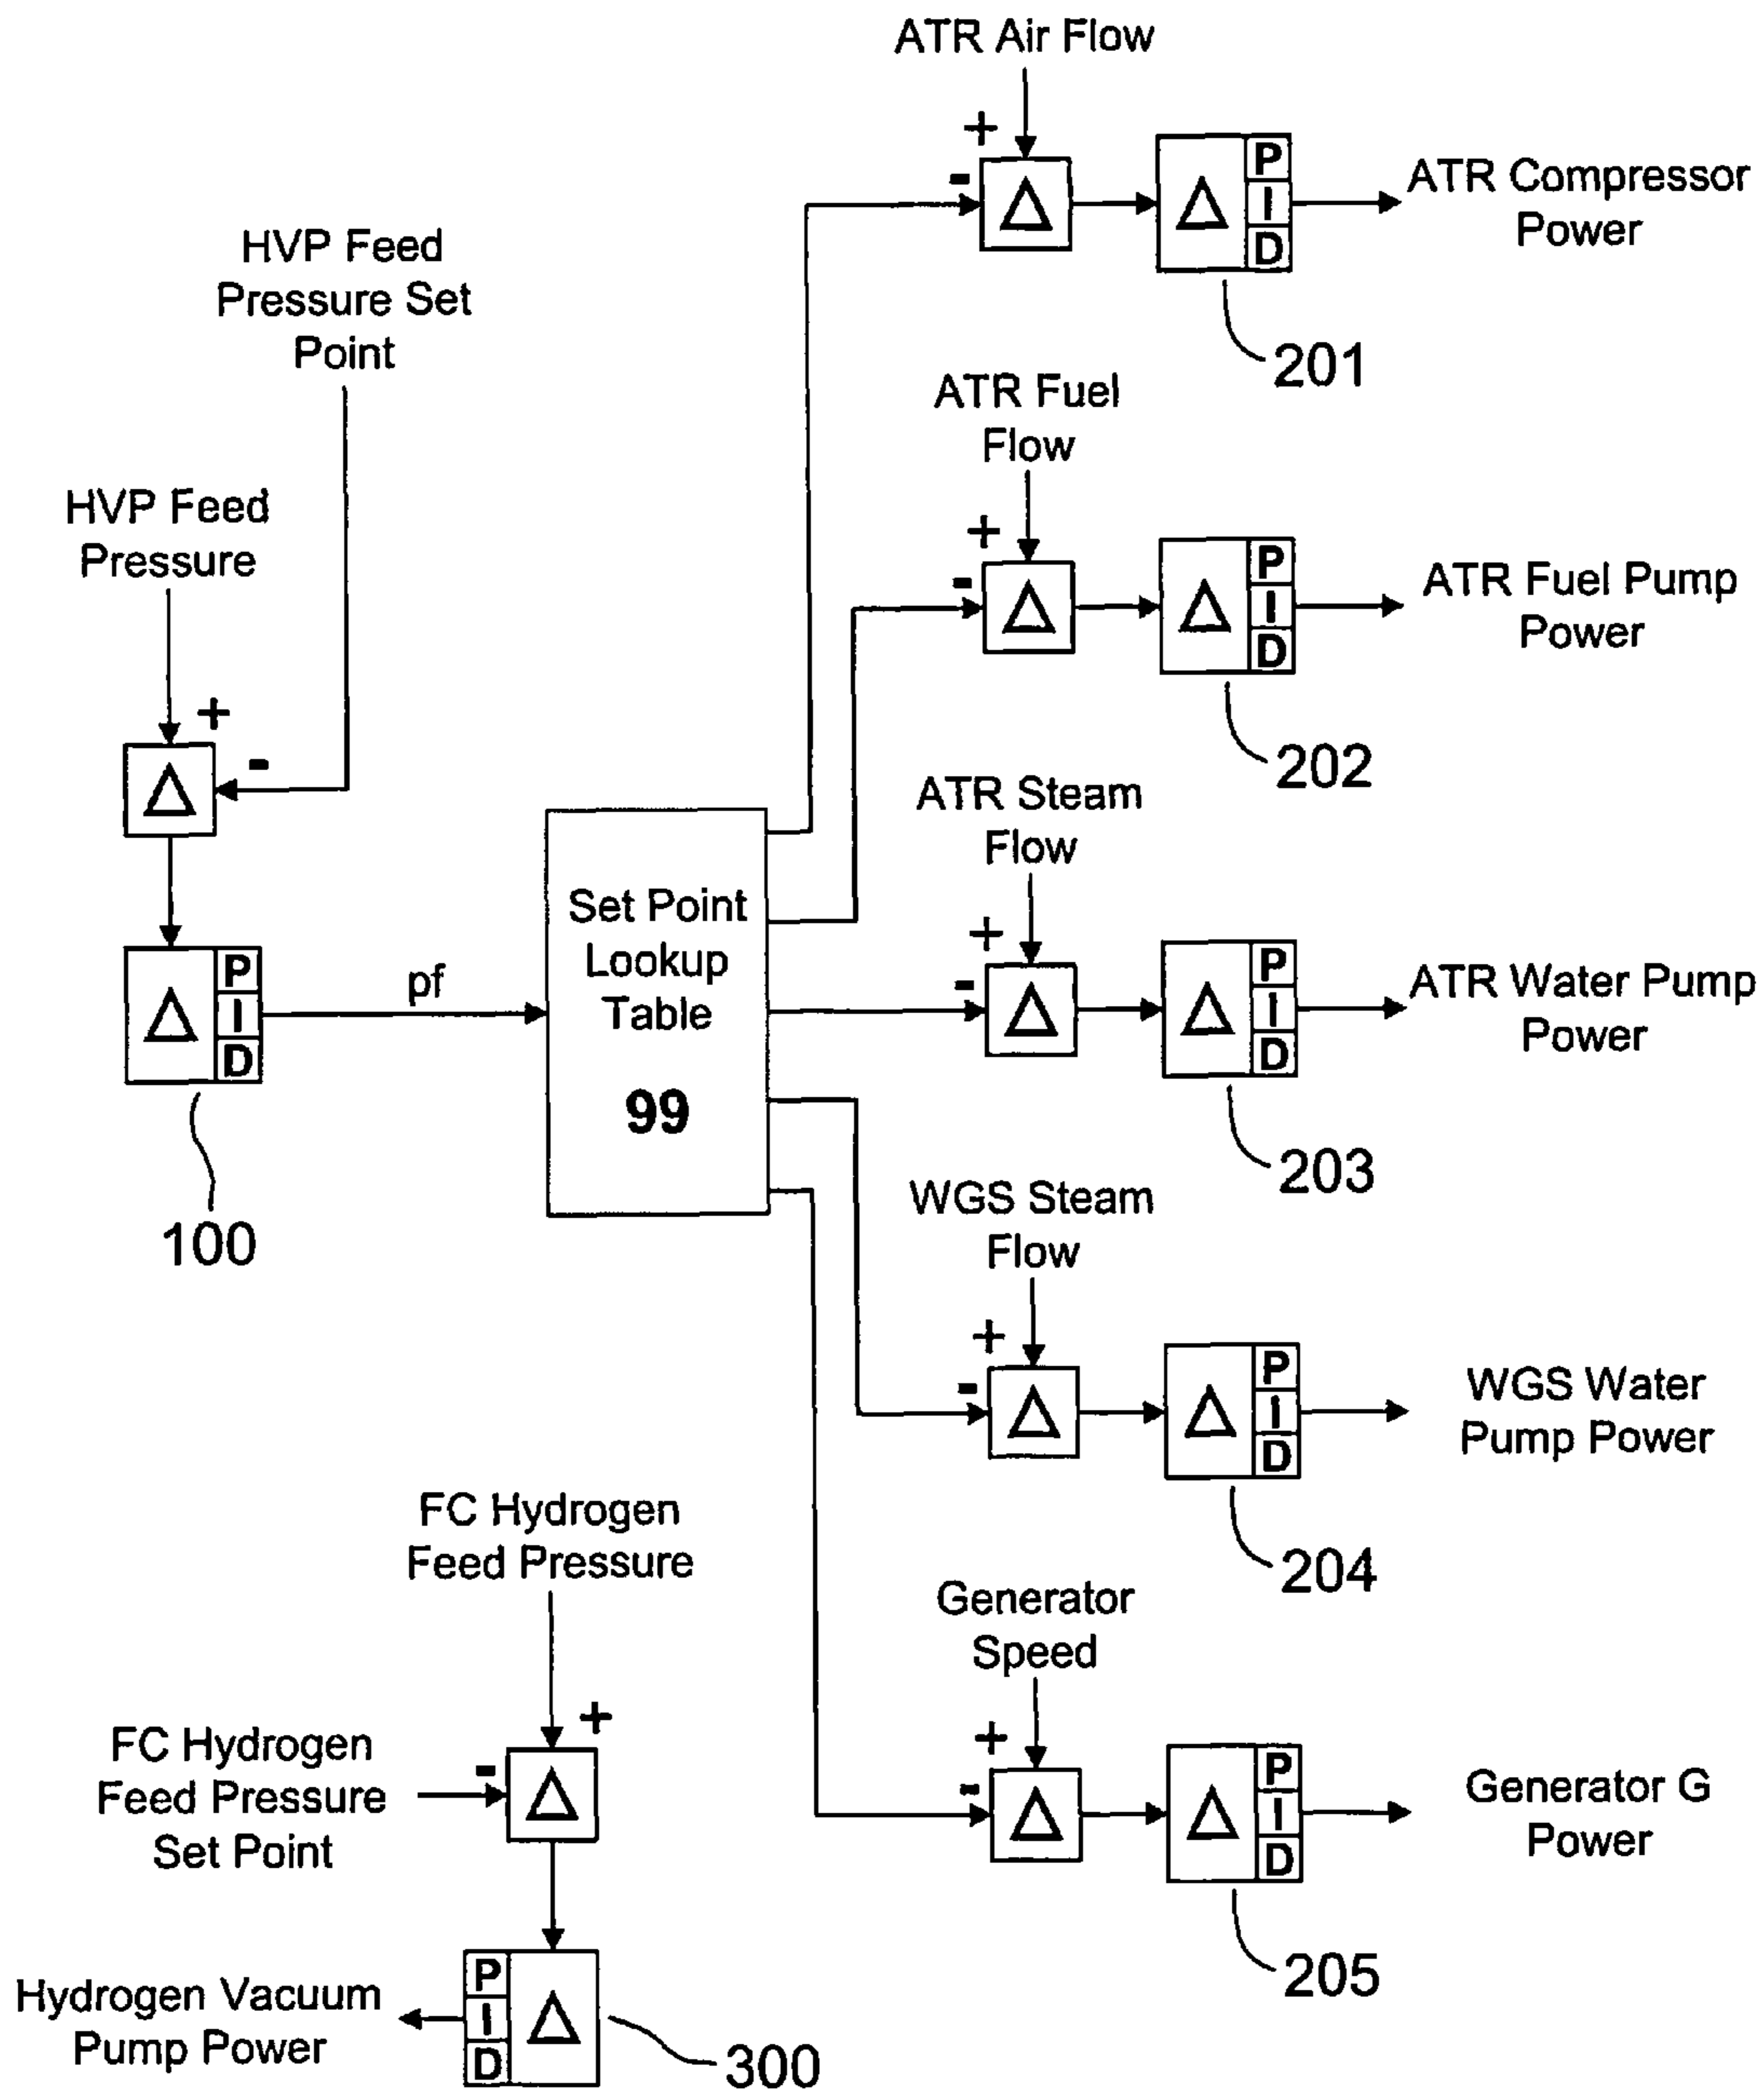 ATR Air Flow
+
-
P
I
D
ATR Compressor
Power
201
HVP Feed
Pressure Set
Point
ATR Fuel
Flow
+
-
P
I
D
ATR Fuel Pump
Power
202
HVP Feed
Pressure
+
-
P
I
D
100
pf
Set Point
Lookup
Table
99
ATR Steam
Flow
+
-
P
I
D
ATR Water Pump
Power
203
WGS Steam
Flow
+
-
P
I
D
WGS Water
Pump Power
204
FC Hydrogen
Feed Pressure
+
-
FC Hydrogen
Feed Pressure
Set Point
Generator
Speed
+
-
P
I
D
Generator G
Power
205
P
I
D
Hydrogen Vacuum
Pump Power
300